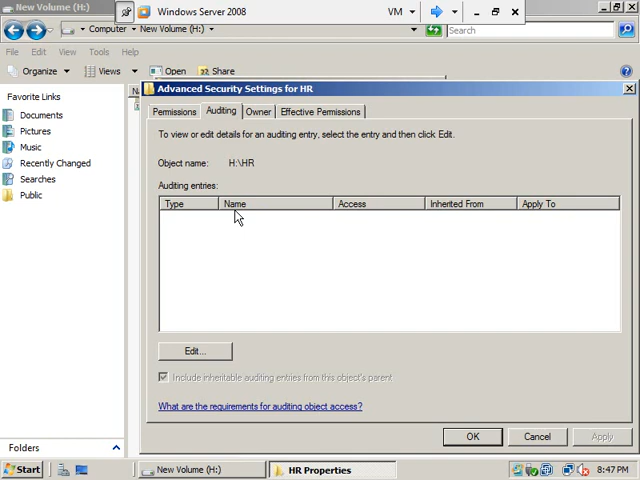 New Volume (H:)
Windows Server 2008
VM
Computer
New Volume (H:)
Search
File Edit View Tools Help
Organize Views Open Share
Favorite Links
Documents
Pictures
Music
Recently Changed
Searches
Public
Folders
Advanced Security Settings for HR
Permissions Auditing Owner Effective Permissions
To view or edit details for an auditing entry, select the entry and then click Edit.
Object name: H:\HR
Auditing entries:
Type Name Access Inherited From Apply To
Edit...
Include inheritable auditing entries from this object's parent
What are the requirements for auditing object access?
OK Cancel Apply
Start New Volume (H:) HR Properties 8:47 PM